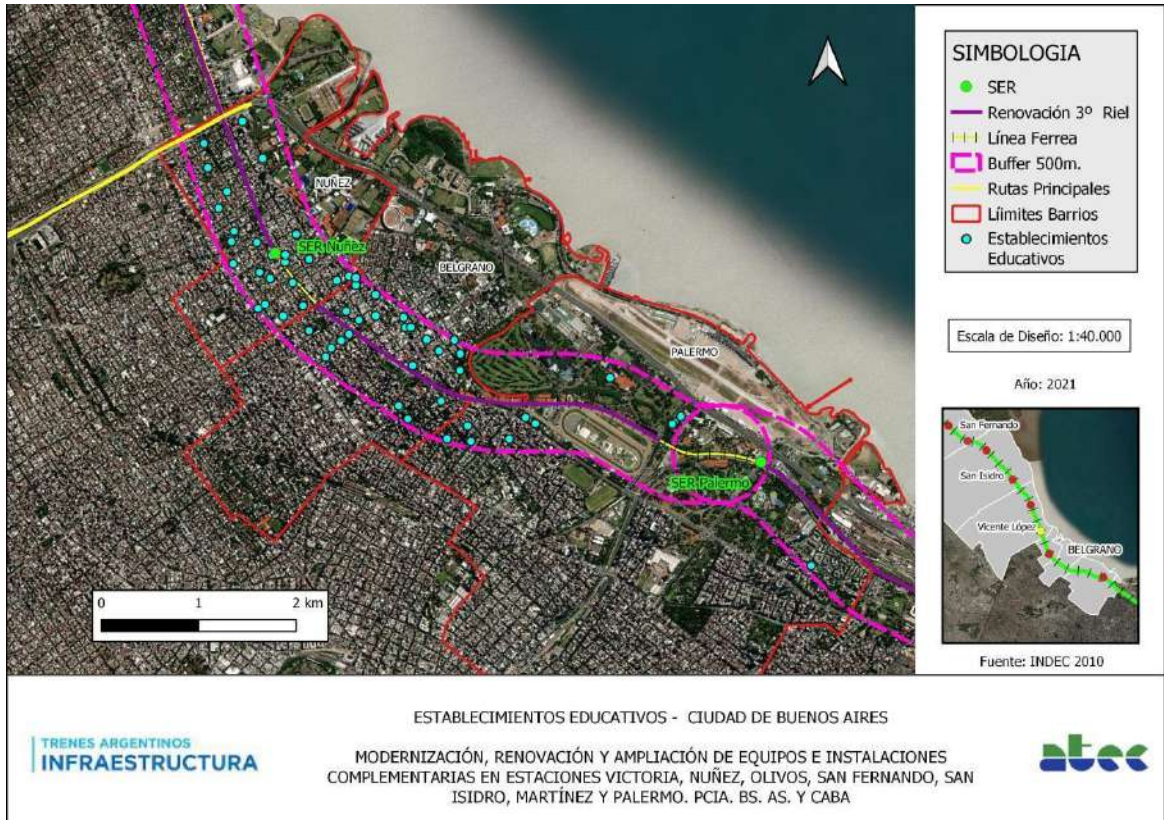 NUÑEZ
SER Nuñez
BELGRANO
PALERMO
SER Palermo
0 1 2 km
SIMBOLOGIA
SER
Renovación 3º Riel
Línea Ferrea
Buffer 500m.
Rutas Principales
Líimites Barrios
Establecimientos
Educativos
Escala de Diseño: 1:40.000
Año: 2021
San Fernando
San Isidro
Vicente López
BELGRANO
Fuente: INDEC 2010
TRENES ARGENTINOS
INFRAESTRUCTURA
ESTABLECIMIENTOS EDUCATIVOS - CIUDAD DE BUENOS AIRES
MODERNIZACIÓN, RENOVACIÓN Y AMPLIACIÓN DE EQUIPOS E INSTALACIONES
COMPLEMENTARIAS EN ESTACIONES VICTORIA, NUÑEZ, OLIVOS, SAN FERNANDO, SAN
ISIDRO, MARTÍNEZ Y PALERMO. PCIA. BS. AS. Y CABA
atec